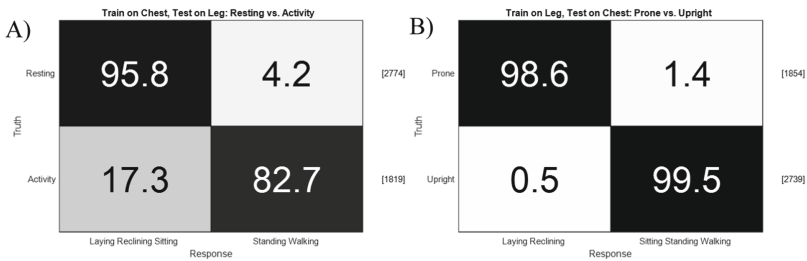 A)
Train on Chest, Test on Leg: Resting vs. Activity
Resting
95.8
4.2
[2774]
Truth
Activity
17.3
82.7
[1819]
Laying Reclining Sitting
Standing Walking
Response
B)
Train on Leg, Test on Chest: Prone vs. Upright
Prone
98.6
1.4
[1854]
Truth
Upright
0.5
99.5
[2739]
Laying Reclining
Sitting Standing Walking
Response